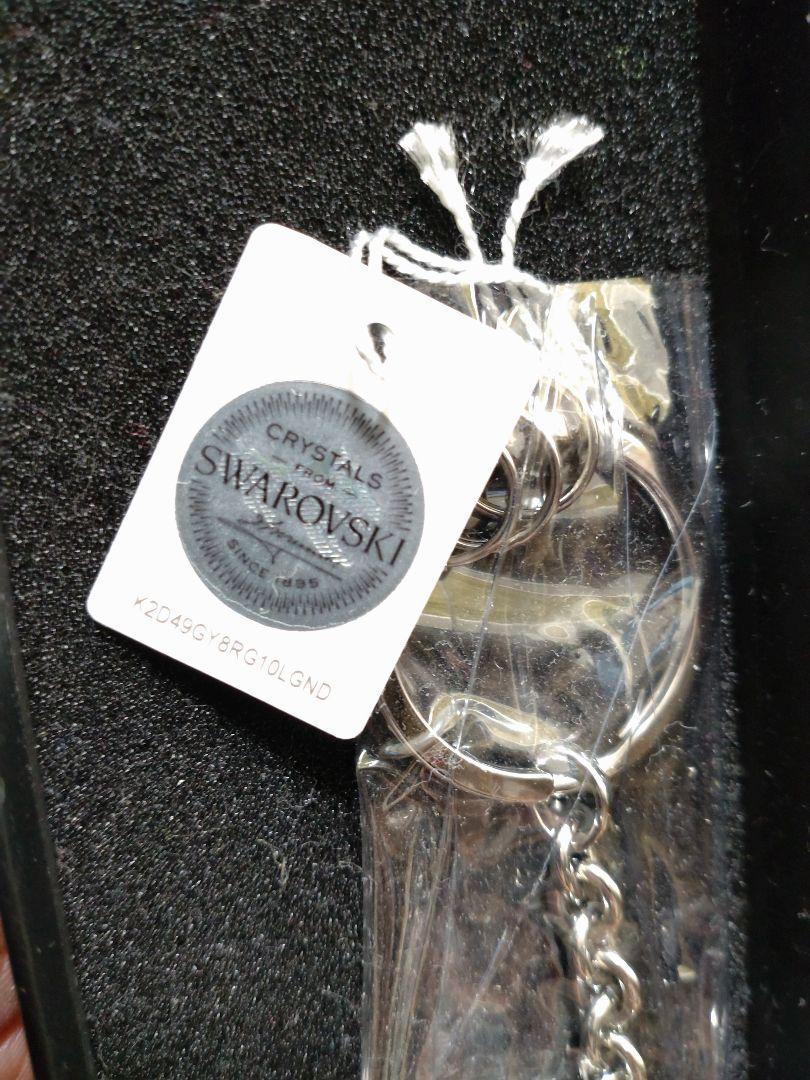 CRYSTALS
FROM
SWAROVSKI
SINCE 1895
K2D49GY8RG10LGND